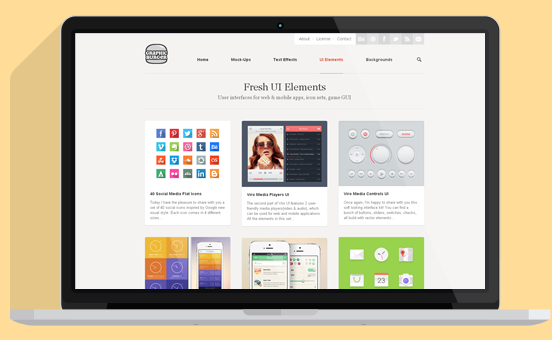 About License Contact
GRAPHIC
BURGER
Home Mock-Ups Text Effects UI Elements Backgrounds
Fresh UI Elements
User interfaces for web & mobile apps, icon sets, game GUI
40 Social Media Flat Icons
Today I have the pleasure to share with you a
set of 40 social icons inspired by Google new
visual style. Each icon comes in 4 different
sizes...
Vira Media Players UI
The second part of Vira UI features 2 user
friendly media players(video & audio), which
can be used for web and mobile applications
All the elements in this set...
Vira Media Controls UI
Once again, I'm happy to share with you this
soft looking interface kit! You can find a
bunch of buttons, sliders, switches, checks,
all build with vector elements...
23